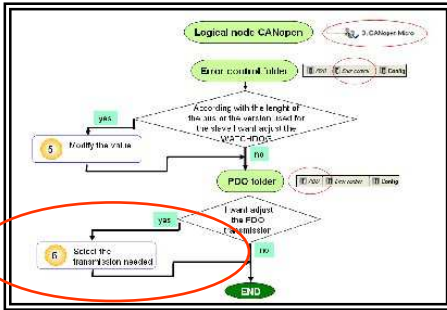 Logical node CANopen
3. CANopen Micro
Error control folder
PDO Error control Config
According with the lenght of
the bus or the version used for
the slave I want adjust the
WATCHDOG
yes
5 Modify the value
no
PDO folder
PDO Error control Config
I want adjust
the PDO
transmission
yes
6 Select the
transmission needed
no
END